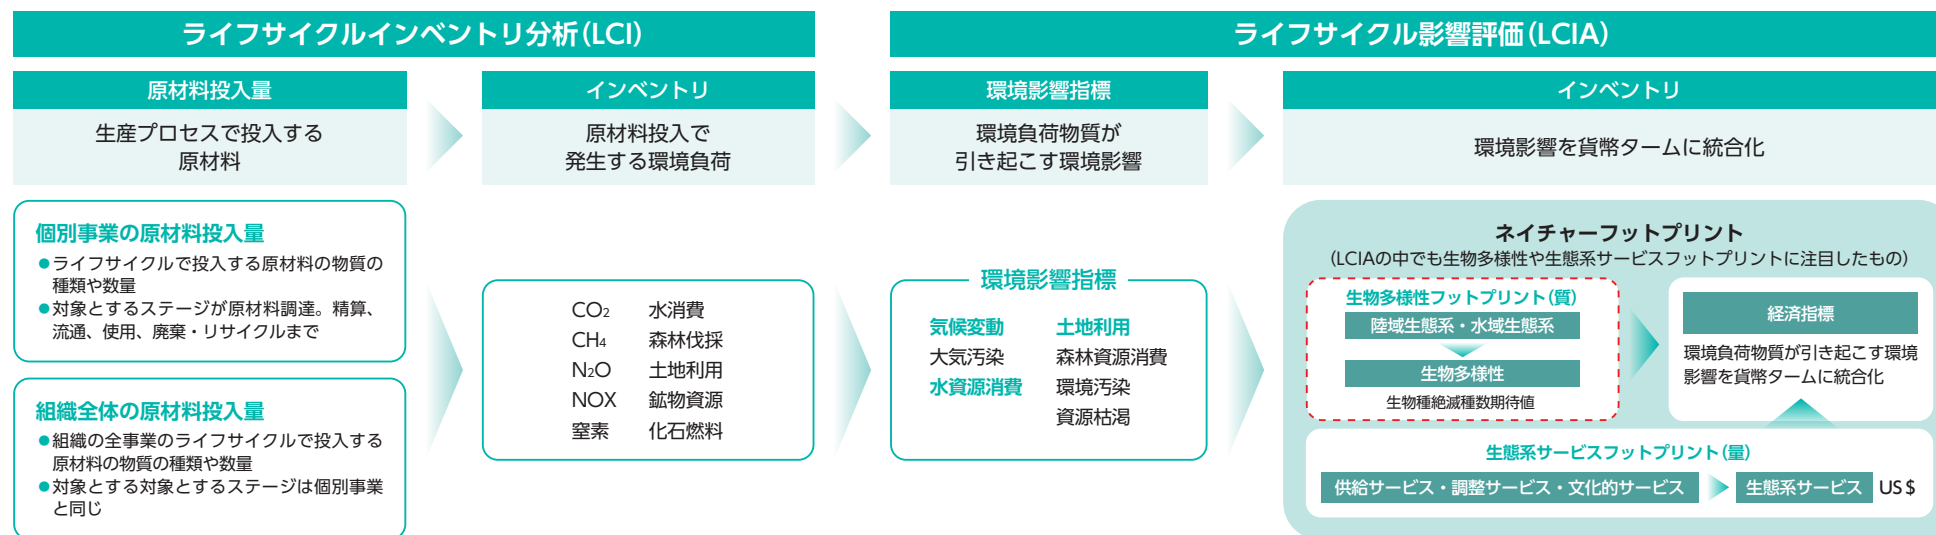 ライフサイクルインベントリ分析(LCI)
ライフサイクル影響評価(LCIA)
原材料投入量
生産プロセスで投入する
原材料
インベントリ
原材料投入で
発生する環境負荷
環境影響指標
環境負荷物質が
引き起こす環境影響
インベントリ
環境影響を貨幣タームに統合化
個別事業の原材料投入量
●ライフサイクルで投入する原材料の物質の
種類や数量
●対象とするステージが原材料調達。精算、
流通、使用、廃棄・リサイクルまで
組織全体の原材料投入量
●組織の全事業のライフサイクルで投入する
原材料の物質の種類や数量
●対象とする対象とするステージは個別事業
と同じ
CO2 水消費
CH4 森林伐採
N2O 土地利用
NOX 鉱物資源
窒素 化石燃料
環境影響指標
気候変動 土地利用
大気汚染 森林資源消費
水資源消費 環境汚染
資源枯渇
ネイチャーフットプリント
(LCIAの中でも生物多様性や生態系サービスフットプリントに注目したもの)
生物多様性フットプリント(質)
陸域生態系・水域生態系
生物多様性
生物種絶滅種数期待値
経済指標
環境負荷物質が引き起こす環境
影響を貨幣タームに統合化
生態系サービスフットプリント(量)
供給サービス・調整サービス・文化的サービス
生態系サービス US$